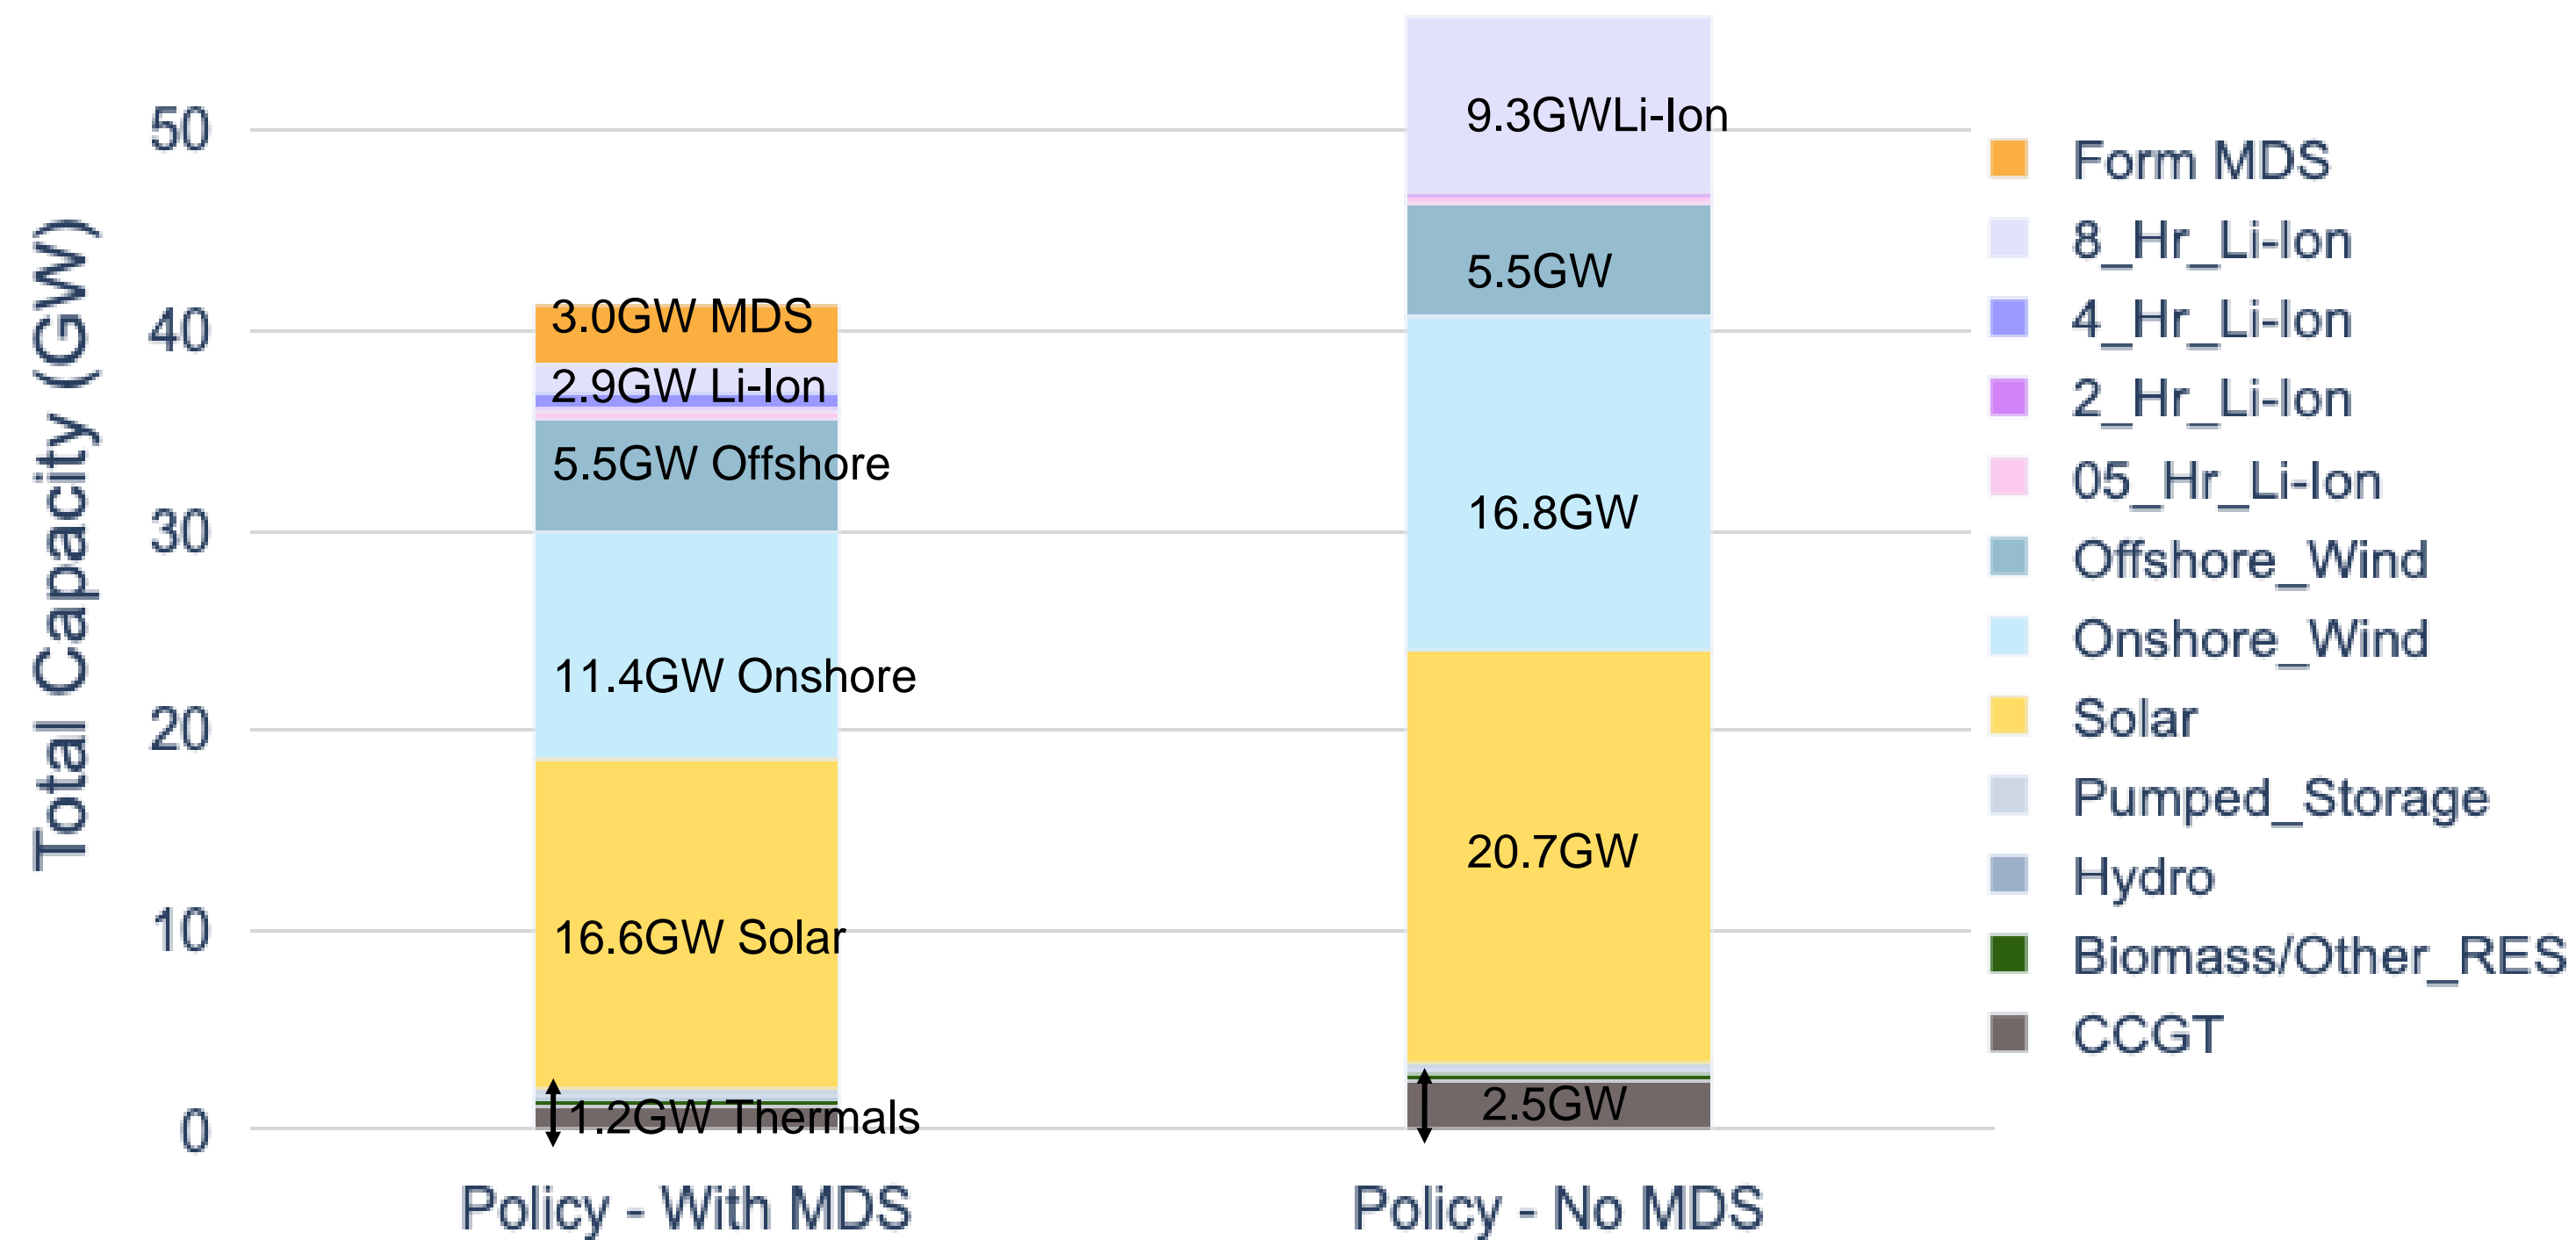 Total Capacity (GW)
50
40
30
20
10
0
3.0GW MDS
2.9GW Li-Ion
5.5GW Offshore
11.4GW Onshore
16.6GW Solar
1.2GW Thermals
9.3GWLi-Ion
5.5GW
16.8GW
20.7GW
2.5GW
Policy - With MDS
Policy - No MDS
Form MDS
8_Hr_Li-Ion
4_Hr_Li-Ion
2_Hr_Li-Ion
05_Hr_Li-Ion
Offshore_Wind
Onshore_Wind
Solar
Pumped_Storage
Hydro
Biomass/Other_RES
CCGT